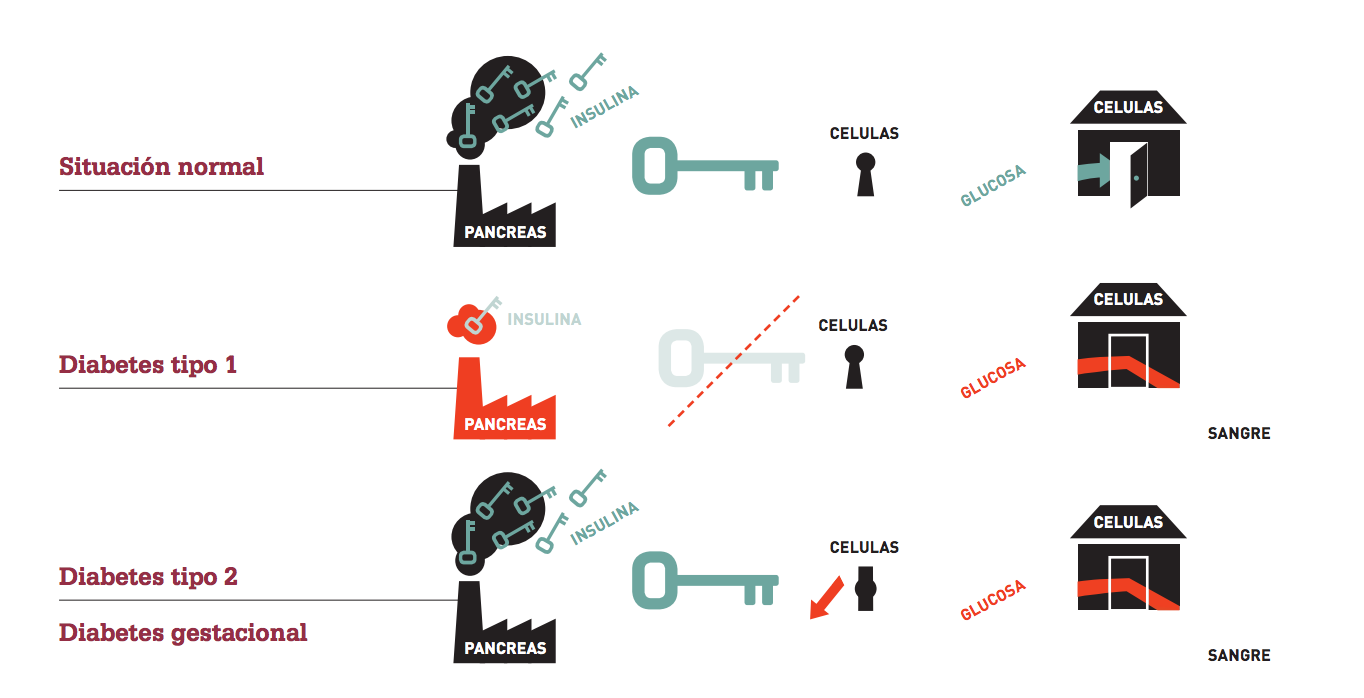 Situación normal
INSULINA
PANCREAS
CELULAS
GLUCOSA
CELULAS
Diabetes tipo 1
INSULINA
PANCREAS
CELULAS
GLUCOSA
CELULAS
SANGRE
Diabetes tipo 2
Diabetes gestacional
INSULINA
PANCREAS
CELULAS
GLUCOSA
CELULAS
SANGRE